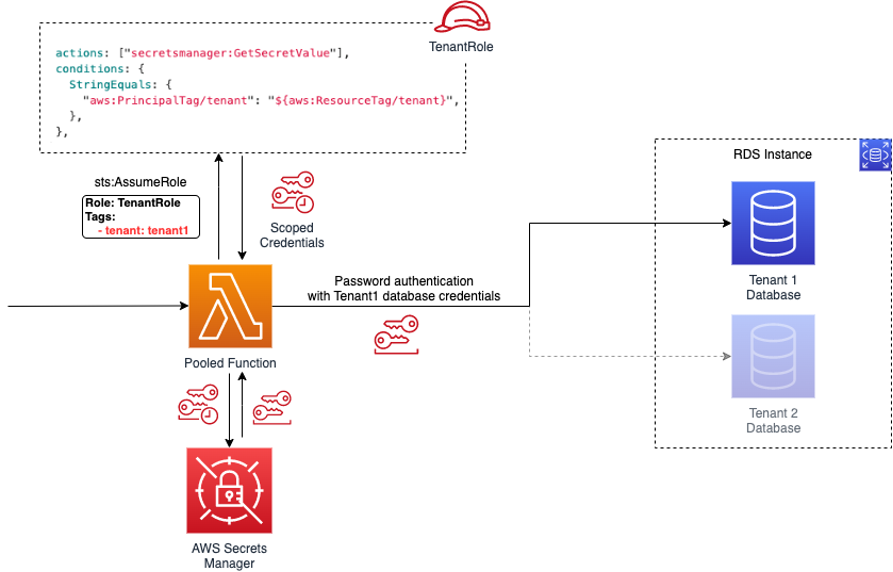 TenantRole
actions: ["secretsmanager:GetSecretValue"],
conditions: {
StringEquals: {
"aws:PrincipalTag/tenant": "${aws:ResourceTag/tenant}",
},
},
sts:AssumeRole
Role: TenantRole
Tags:
- tenant: tenant1
Scoped
Credentials
RDS Instance
Tenant 1
Database
Password authentication
with Tenant1 database credentials
Pooled Function
Tenant 2
Database
AWS Secrets
Manager